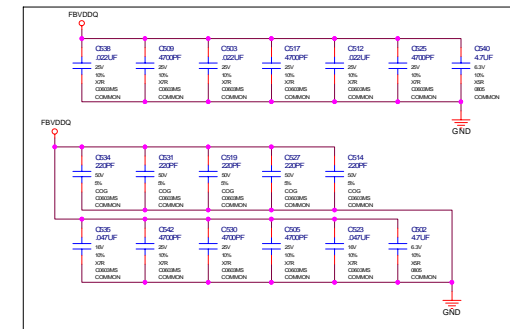 FBVDDQ
C538
.022UF
25V
10%
X7R
C0603MS
COMMON
C509
4700PF
25V
10%
X7R
C0603MS
COMMON
C503
.022UF
25V
10%
X7R
C0603MS
COMMON
C517
4700PF
25V
10%
X7R
C0603MS
COMMON
C512
.022UF
25V
10%
X7R
C0603MS
COMMON
C525
4700PF
25V
10%
X7R
C0603MS
COMMON
C540
4.7UF
6.3V
10%
X5R
0805
COMMON
GND
FBVDDQ
C534
220PF
50V
5%
COG
C0603MS
COMMON
C531
220PF
50V
5%
COG
C0603MS
COMMON
C519
220PF
50V
5%
COG
C0603MS
COMMON
C527
220PF
50V
5%
COG
C0603MS
COMMON
C514
220PF
50V
5%
COG
C0603MS
COMMON
C535
.047UF
16V
10%
X7R
C0603MS
COMMON
C542
4700PF
25V
10%
X7R
C0603MS
COMMON
C530
4700PF
25V
10%
X7R
C0603MS
COMMON
C505
4700PF
25V
10%
X7R
C0603MS
COMMON
C523
.047UF
16V
10%
X7R
C0603MS
COMMON
C502
4.7UF
6.3V
10%
X5R
0805
COMMON
GND